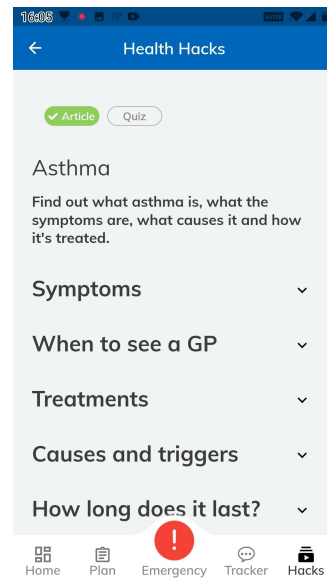 16:05 39°
Health Hacks
Article Quiz
Asthma
Find out what asthma is, what the
symptoms are, what causes it and how
it's treated.
Symptoms
When to see a GP
Treatments
Causes and triggers
How long does it last?
!
Home Plan Emergency Tracker Hacks